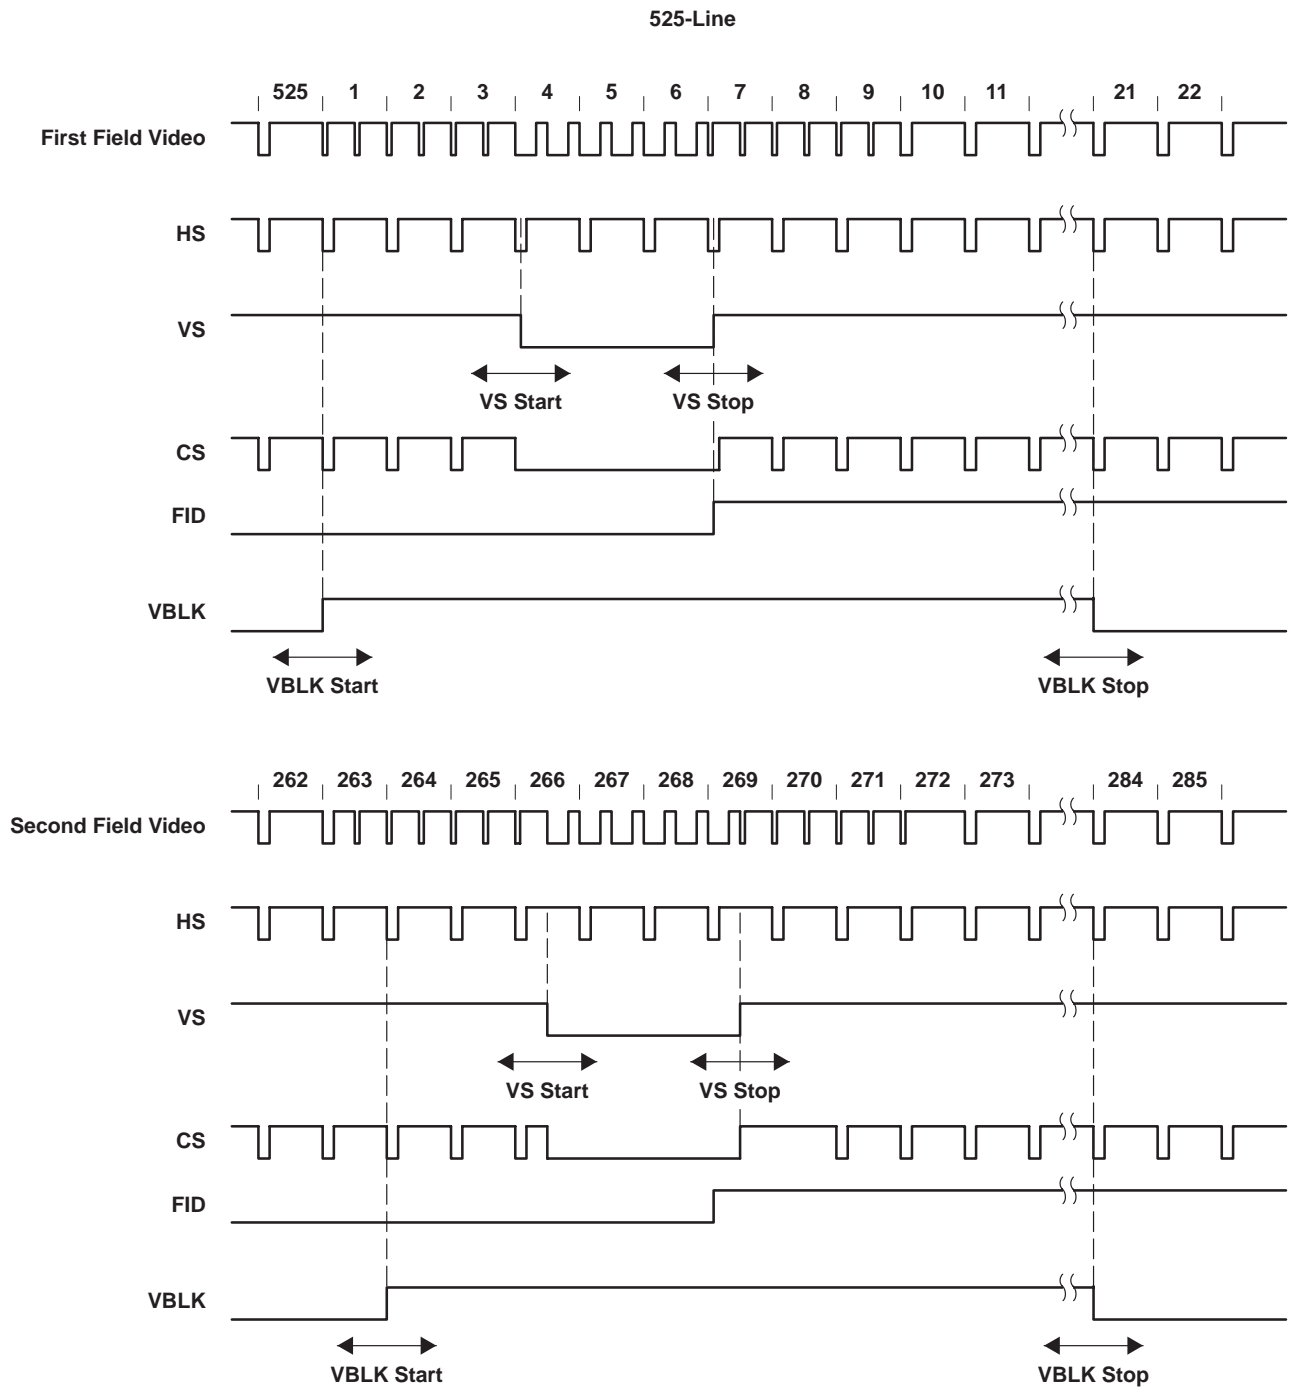 525-Line
525 1 2 3 4 5 6 7 8 9 10 11 21 22
First Field Video
HS
VS
VS Start VS Stop
CS
FID
VBLK
VBLK Start VBLK Stop
262 263 264 265 266 267 268 269 270 271 272 273 284 285
Second Field Video
HS
VS
VS Start VS Stop
CS
FID
VBLK
VBLK Start VBLK Stop